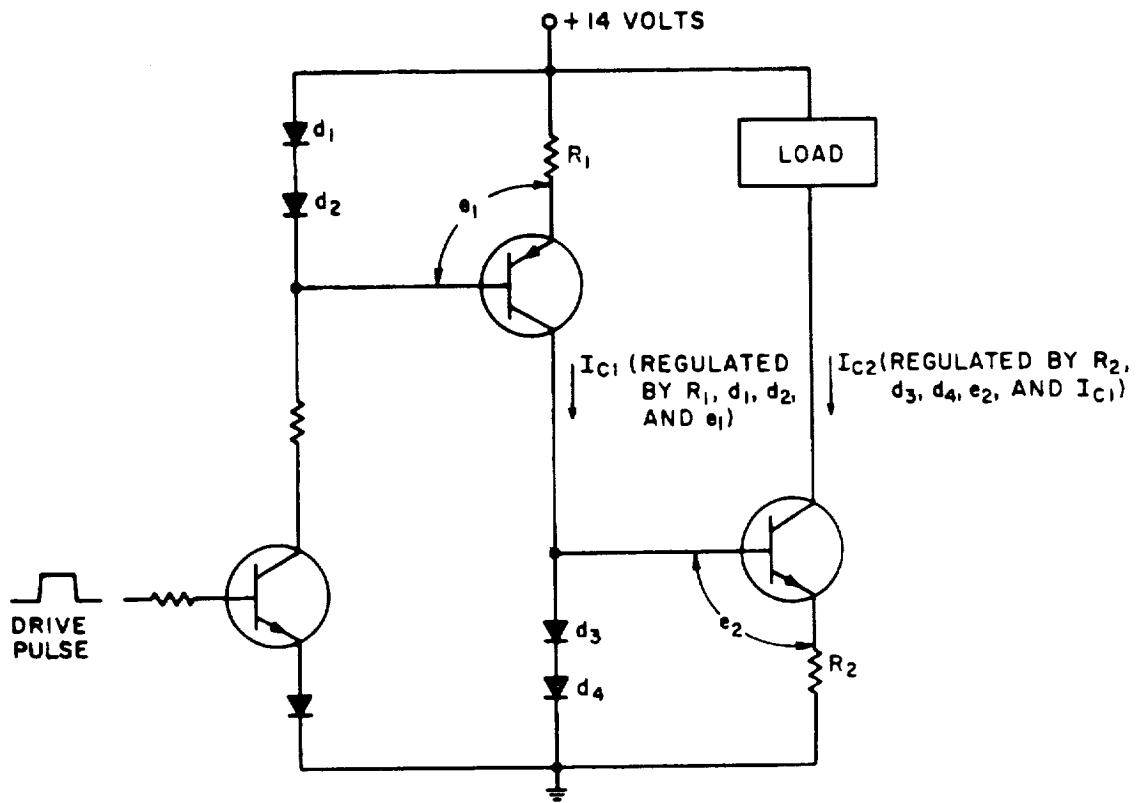 +14 VOLTS
d1
R1
LOAD
d2
e1
IC1 (REGULATED
BY R1, d1, d2,
AND e1)
IC2(REGULATED BY R2,
d3, d4, e2, AND IC1)
DRIVE
PULSE
d3
e2
d4
R2